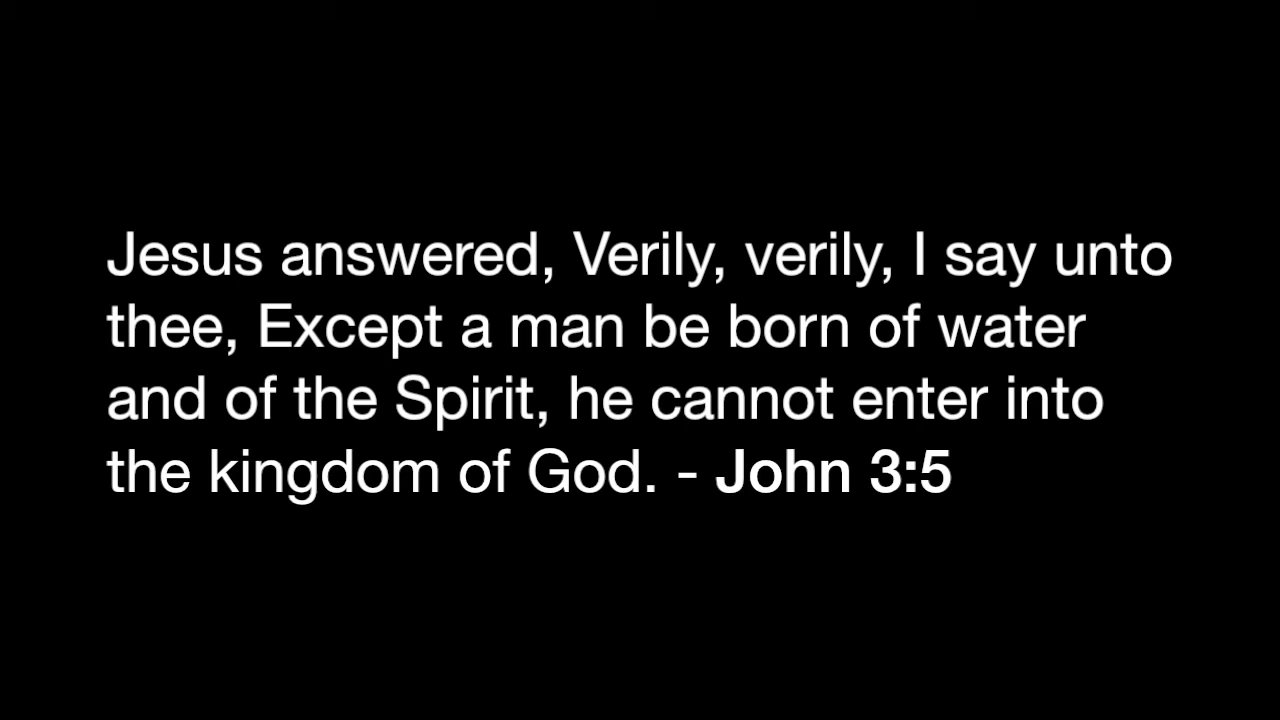 Jesus answered, Verily, verily, I say unto
thee, Except a man be born of water
and of the Spirit, he cannot enter into
the kingdom of God. - John 3:5